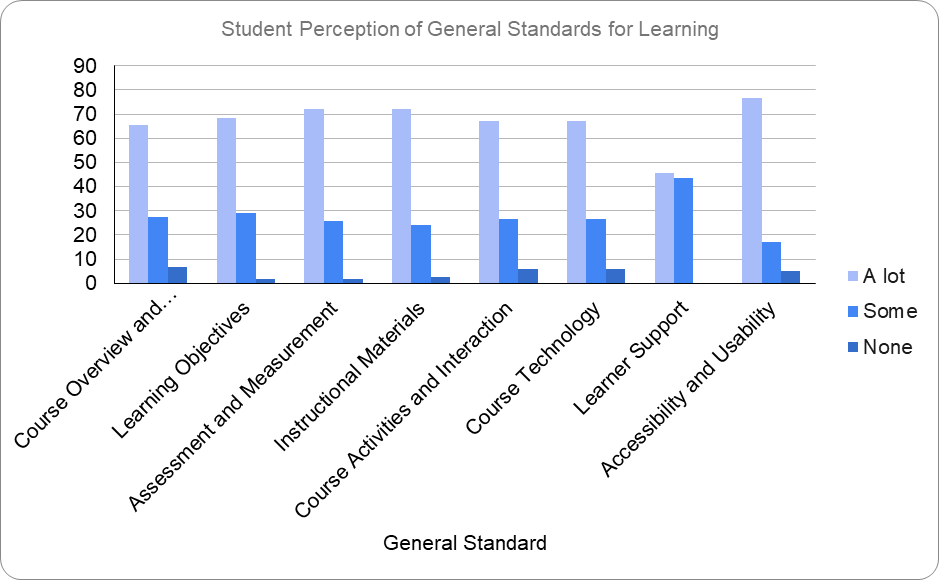 Student Perception of General Standards for Learning
90
80
70
60
50
40
30
20
10
0
A lot
Some
None
Course Overview and...
Learning Objectives
Assessment and Measurement
Instructional Materials
Course Activities and Interaction
Course Technology
Learner Support
Accessibility and Usability
General Standard